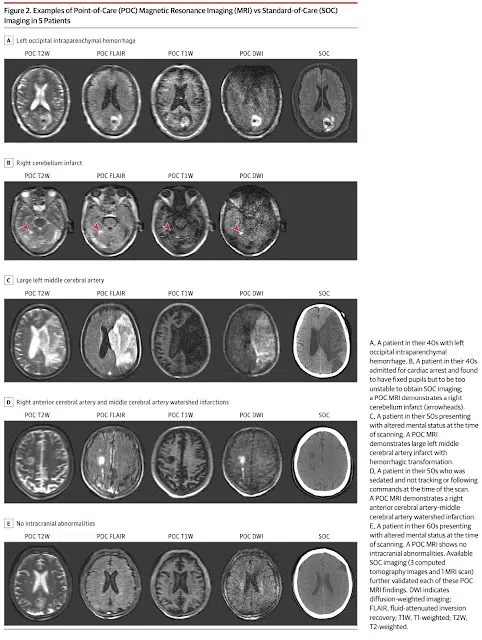 Figure 2. Examples of Point-of-Care (POC) Magnetic Resonance Imaging (MRI) vs Standard-of-Care (SOC)
Imaging in 5 Patients
A Left occipital intraparenchymal hemorrhage
POC T2W POC FLAIR POC T1W POC DWI SOC
B Right cerebellum infarct
POC T2W POC FLAIR POC T1W POC DWI
C Large left middle cerebral artery
POC T2W POC FLAIR POC T1W POC DWI SOC
D Right anterior cerebral artery and middle cerebral artery watershed infarctions
POC T2W POC FLAIR POC T1W POC DWI SOC
E No intracranial abnormalities
POC T2W POC FLAIR POC T1W POC DWI SOC
A, A patient in their 40s with left
occipital intraparenchymal
hemorrhage. B, A patient in their 40s
admitted for cardiac arrest and found
to have fixed pupils but to be too
unstable to obtain SOC imaging;
a POC MRI demonstrates a right
cerebellum infarct (arrowheads).
C, A patient in their 50s presenting
with altered mental status at the time
of scanning. A POC MRI
demonstrates large left middle
cerebral artery infarct with
hemorrhagic transformation.
D, A patient in their 50s who was
sedated and not tracking or following
commands at the time of the scan.
A POC MRI demonstrates a right
anterior cerebral artery–middle
cerebral artery watershed infarction.
E, A patient in their 60s presenting
with altered mental status at the time
of scanning. A POC MRI shows no
intracranial abnormalities. Available
SOC imaging (3 computed
tomography images and 1 MRI scan)
further validated each of these POC
MRI findings. DWI indicates
diffusion-weighted imaging;
FLAIR, fluid-attenuated inversion
recovery; T1W, T1-weighted; T2W,
T2-weighted.